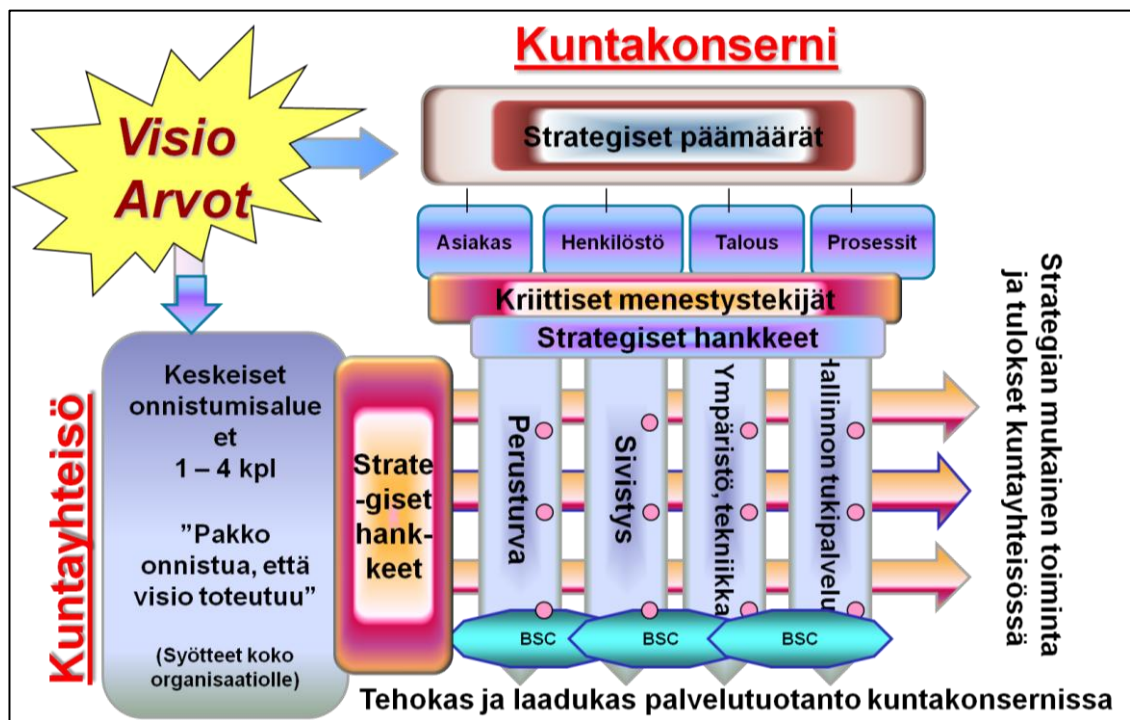 Kuntakonserni
Visio
Arvot
Strategiset päämäärät
Asiakas
Henkilöstö
Talous
Prosessit
Kriittiset menestystekijät
Strategiset hankkeet
Kuntayhteisö
Keskeiset
onnistumisalue
et
1 – 4 kpl
”Pakko
onnistua, että
visio toteutuu”
(Syötteet koko
organisaatiolle)
Strate
-giset
hank-
keet
Perusturva
Sivistys
Ympäristö, tekniikka
Hallinnon tukipalvelu
BSC
BSC
BSC
Strategian mukainen toiminta
ja tulokset kuntayhteisössä
Tehokas ja laadukas palvelutuotanto kuntakonsernissa